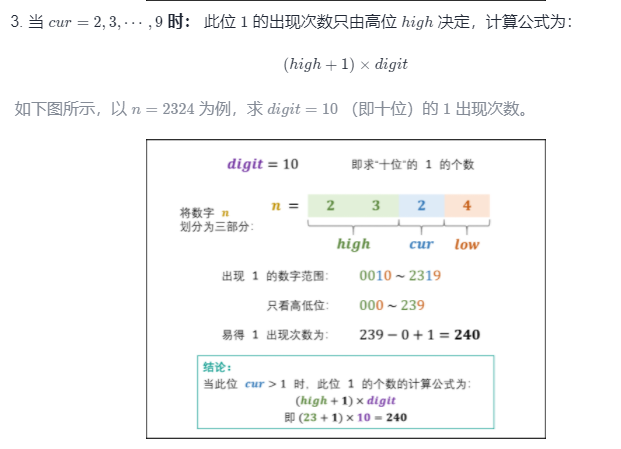 3. 当 cur = 2, 3, ⋯ , 9 时： 此位 1 的出现次数只由高位 high 决定，计算公式为：
(high + 1) × digit
如下图所示，以 n = 2324 为例，求 digit = 10 （即十位）的 1 出现次数。
digit = 10 即求“十位”的 1 的个数
将数字 n
划分为三部分：
n = 2 3 2 4
high cur low
出现 1 的数字范围： 0010 ~ 2319
只看高低位： 000 ~ 239
易得 1 出现次数为： 239 − 0 + 1 = 240
结论：
当此位 cur > 1 时，此位 1 的个数的计算公式为：
(high + 1) × digit
即 (23 + 1) × 10 = 240